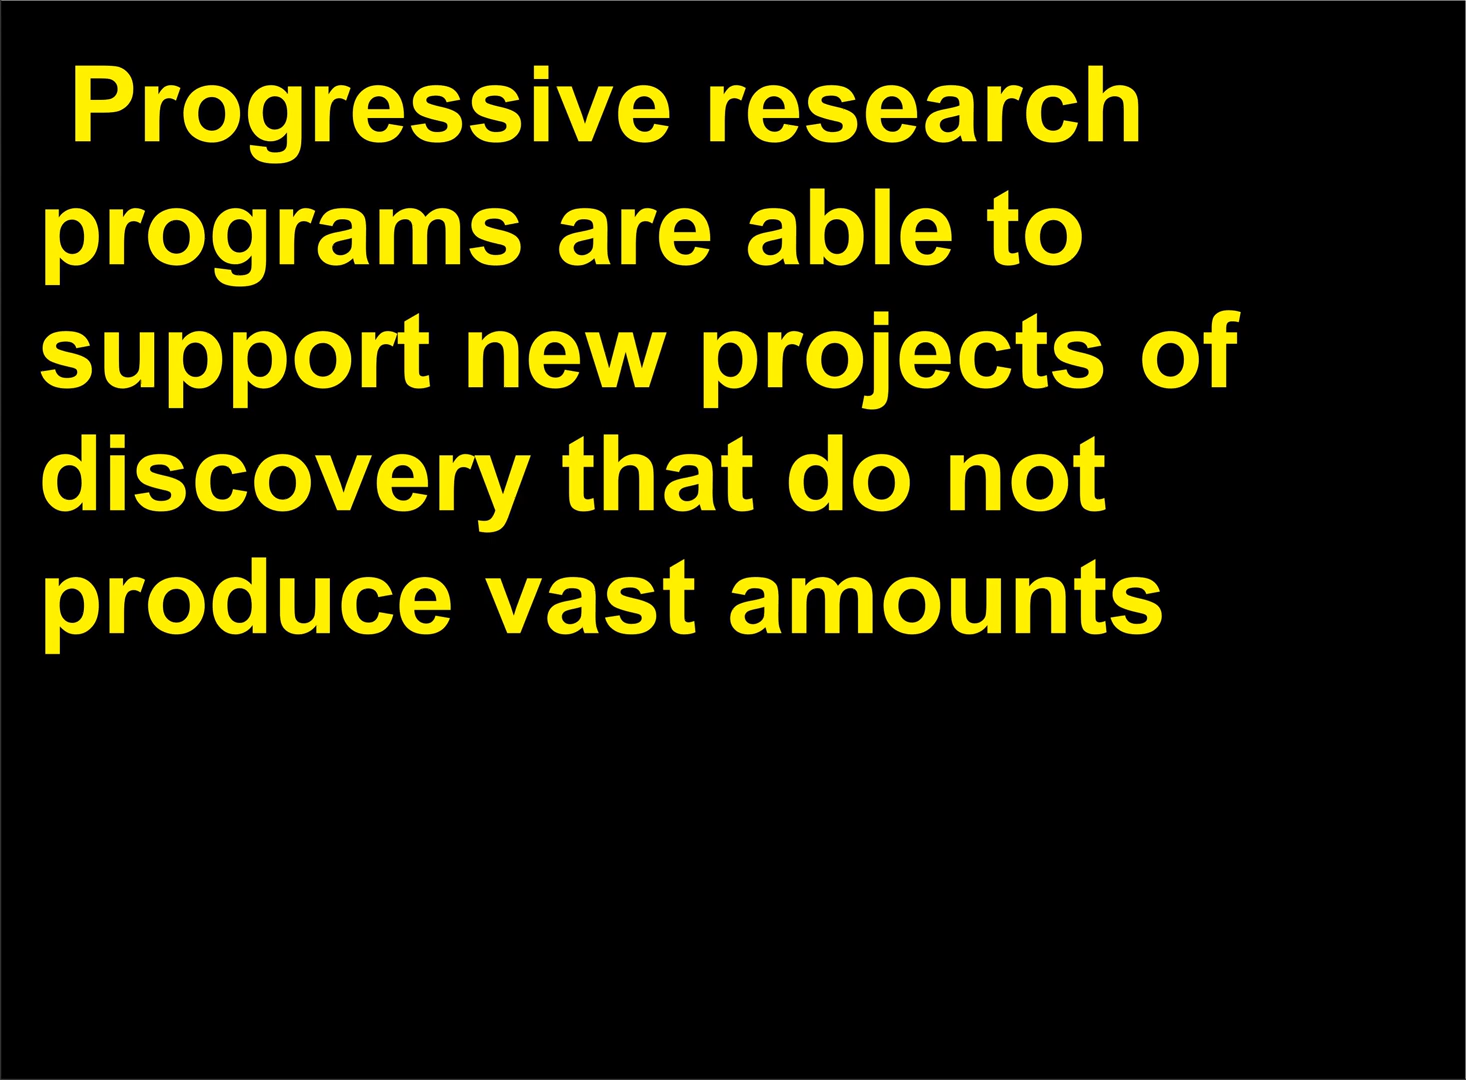 Progressive research
programs are able to
support new projects of
discovery that do not
produce vast amounts